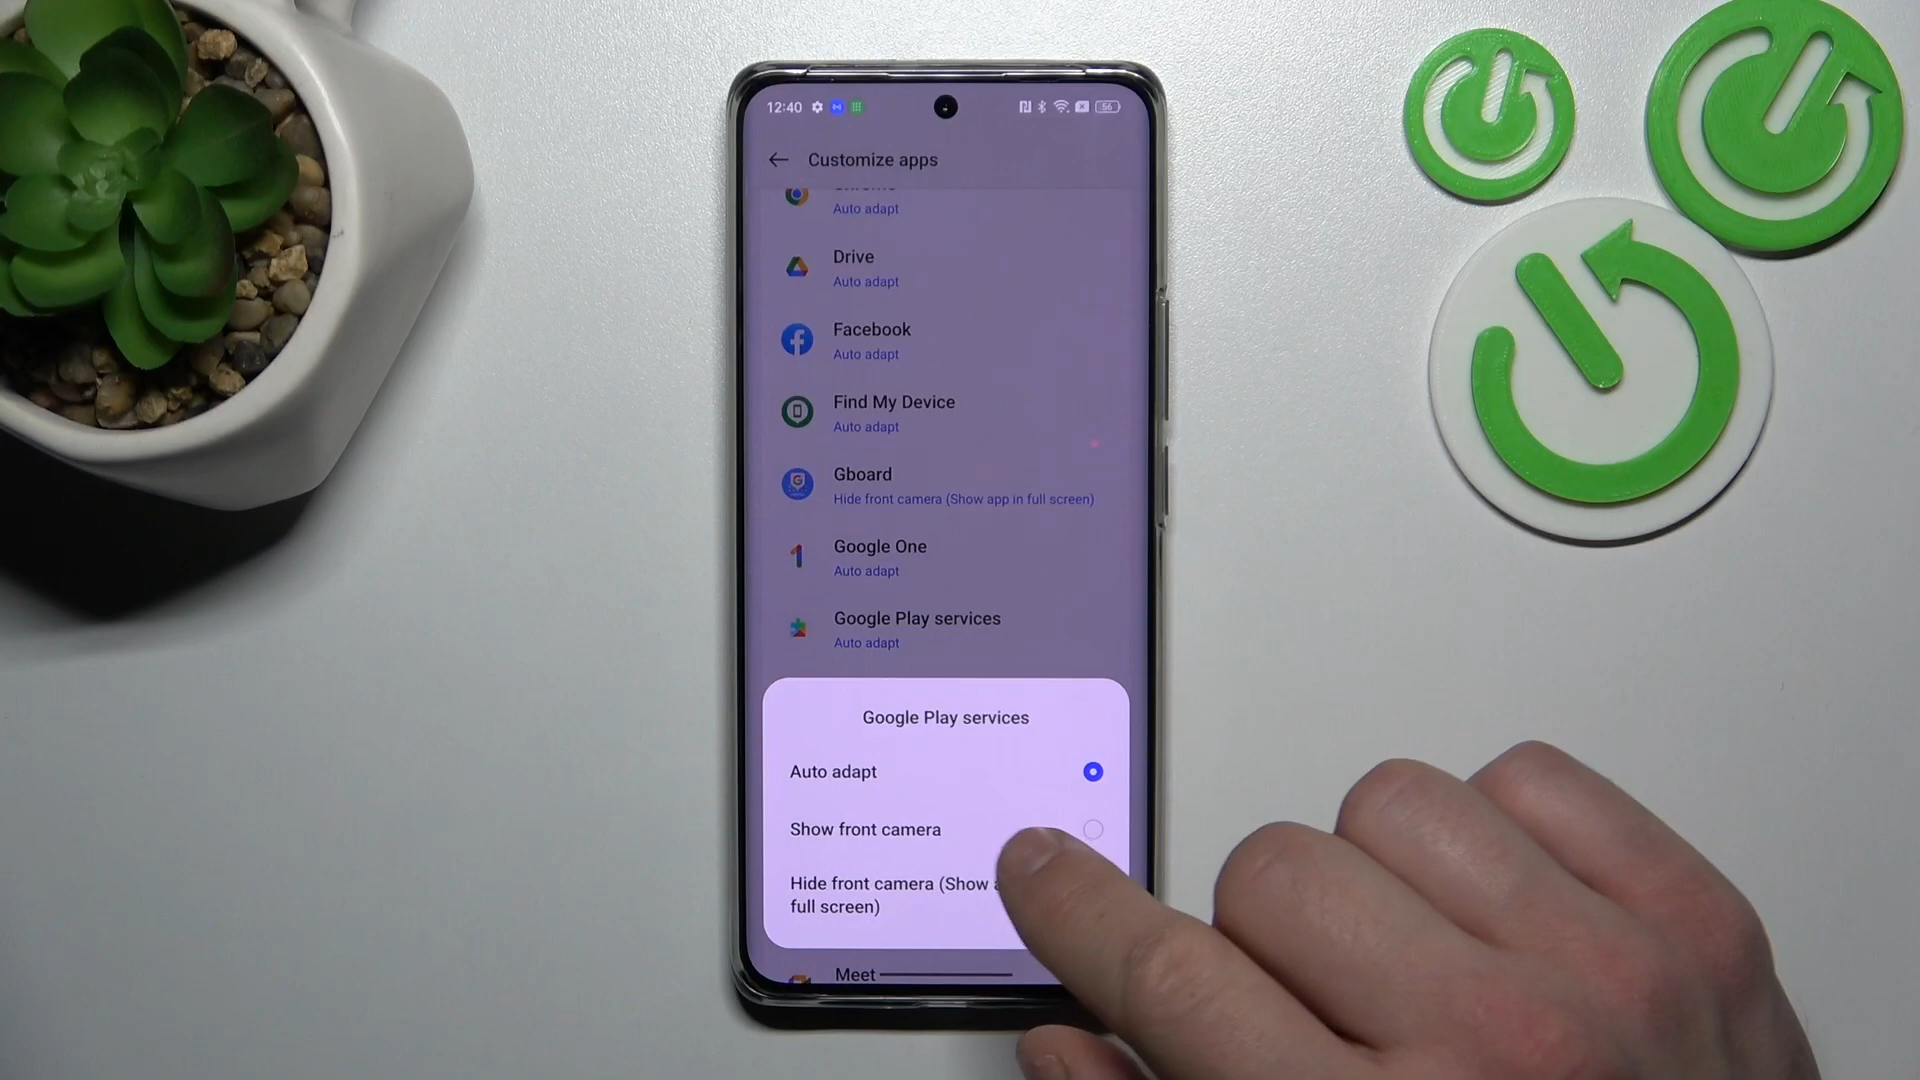 12:40
56
Customize apps
Chrome
Auto adapt
Drive
Auto adapt
Facebook
Auto adapt
Find My Device
Auto adapt
Gboard
Hide front camera (Show app in full screen)
Google One
Auto adapt
Google Play services
Auto adapt
Google Play services
Auto adapt
Show front camera
Hide front camera (Show
full screen)
Meet